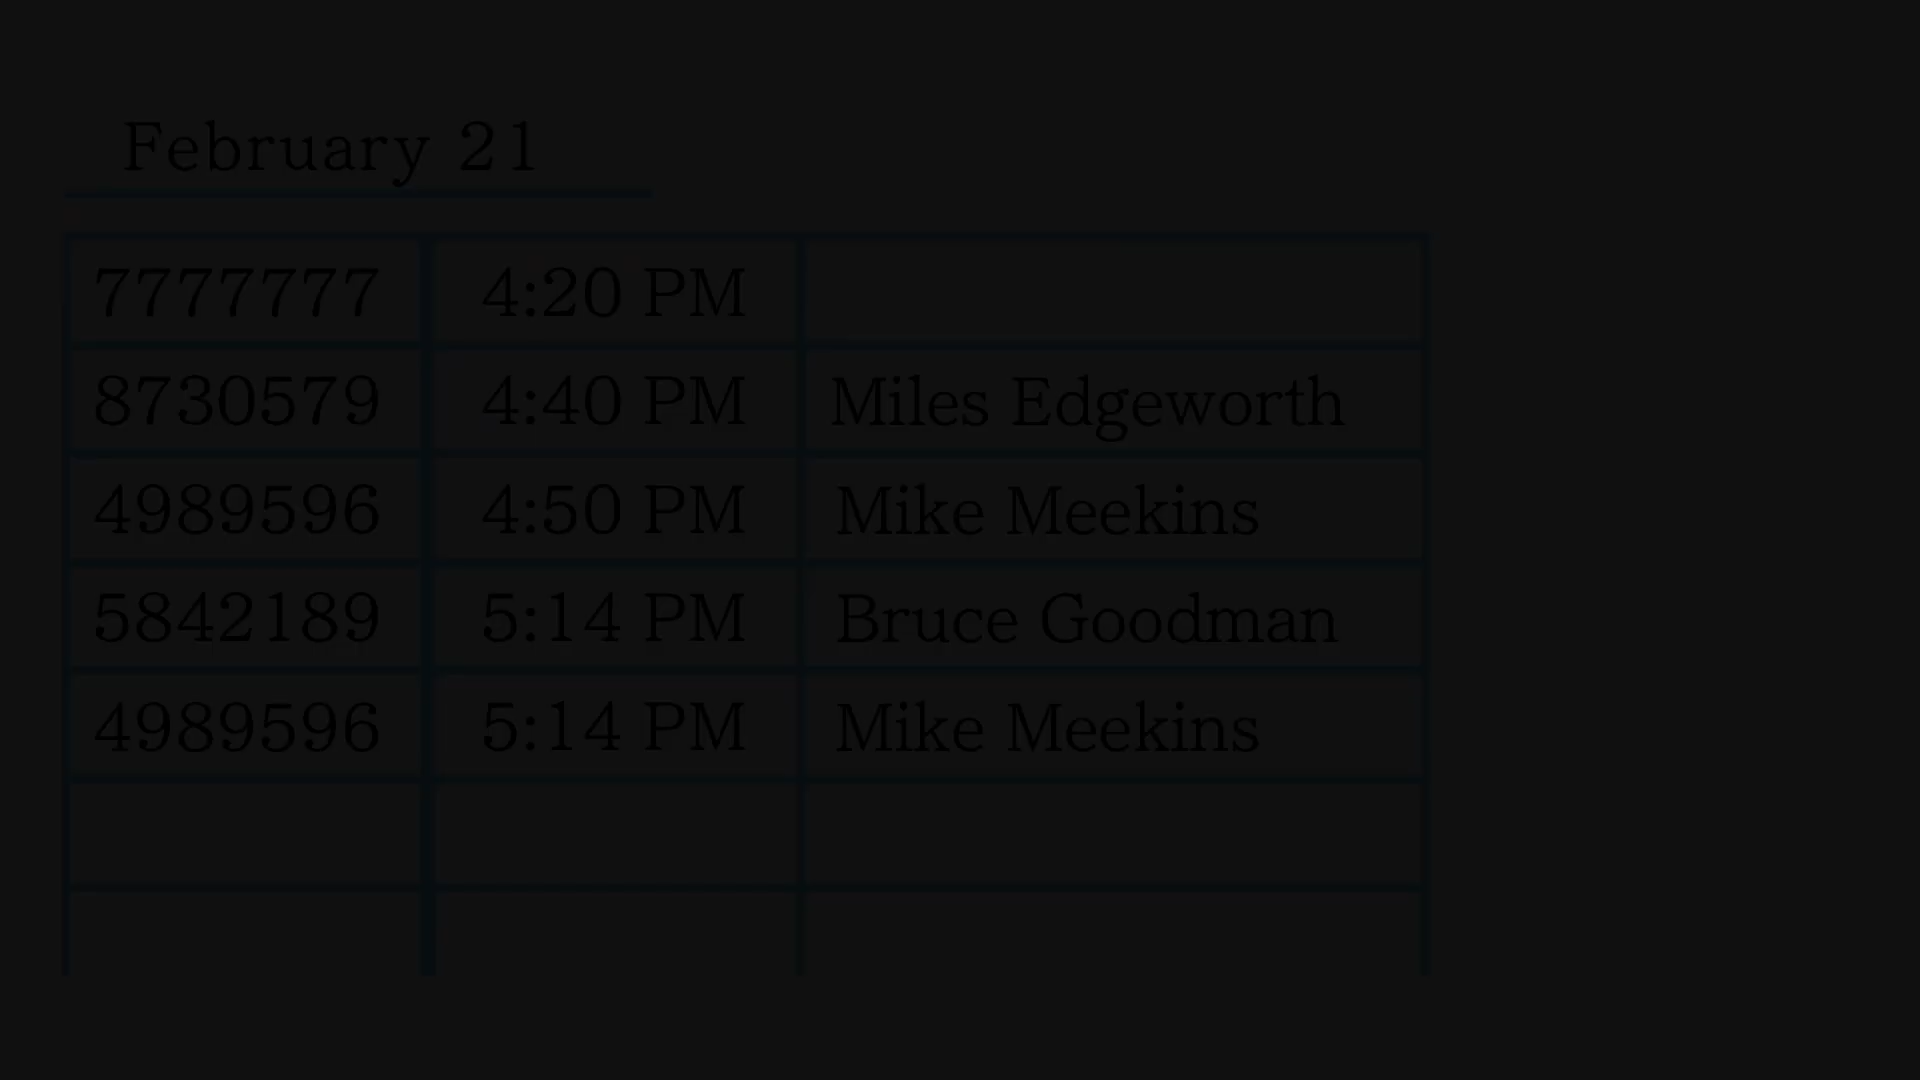 February 21
7777777 4:20 PM
8730579 4:40 PM Miles Edgeworth
4989596 4:50 PM Mike Meekins
5842189 5:14 PM Bruce Goodman
4989596 5:14 PM Mike Meekins